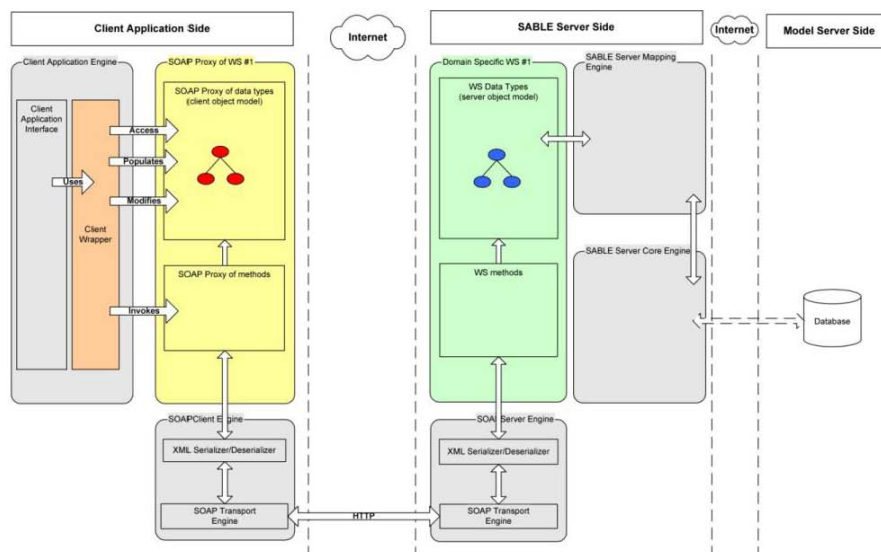 Client Application Side
Internet
SABLE Server Side
Internet
Model Server Side
Client Application Engine
Client
Application
Interface
Uses
Client
Wrapper
Access
Populates
Modifies
Invokes
SOAP Proxy of WS #1
SOAP Proxy of data types
(client object model)
SOAP Proxy of methods
SOAPClient Engine
XML Serializer/Deserializer
SOAP Transport
Engine
HTTP
Domain Specific WS #1
WS Data Types
(server object model)
WS methods
SOAPServer Engine
XML Serializer/Deserializer
SOAP Transport
Engine
SABLE Server Mapping
Engine
SABLE Server Core Engine
Database